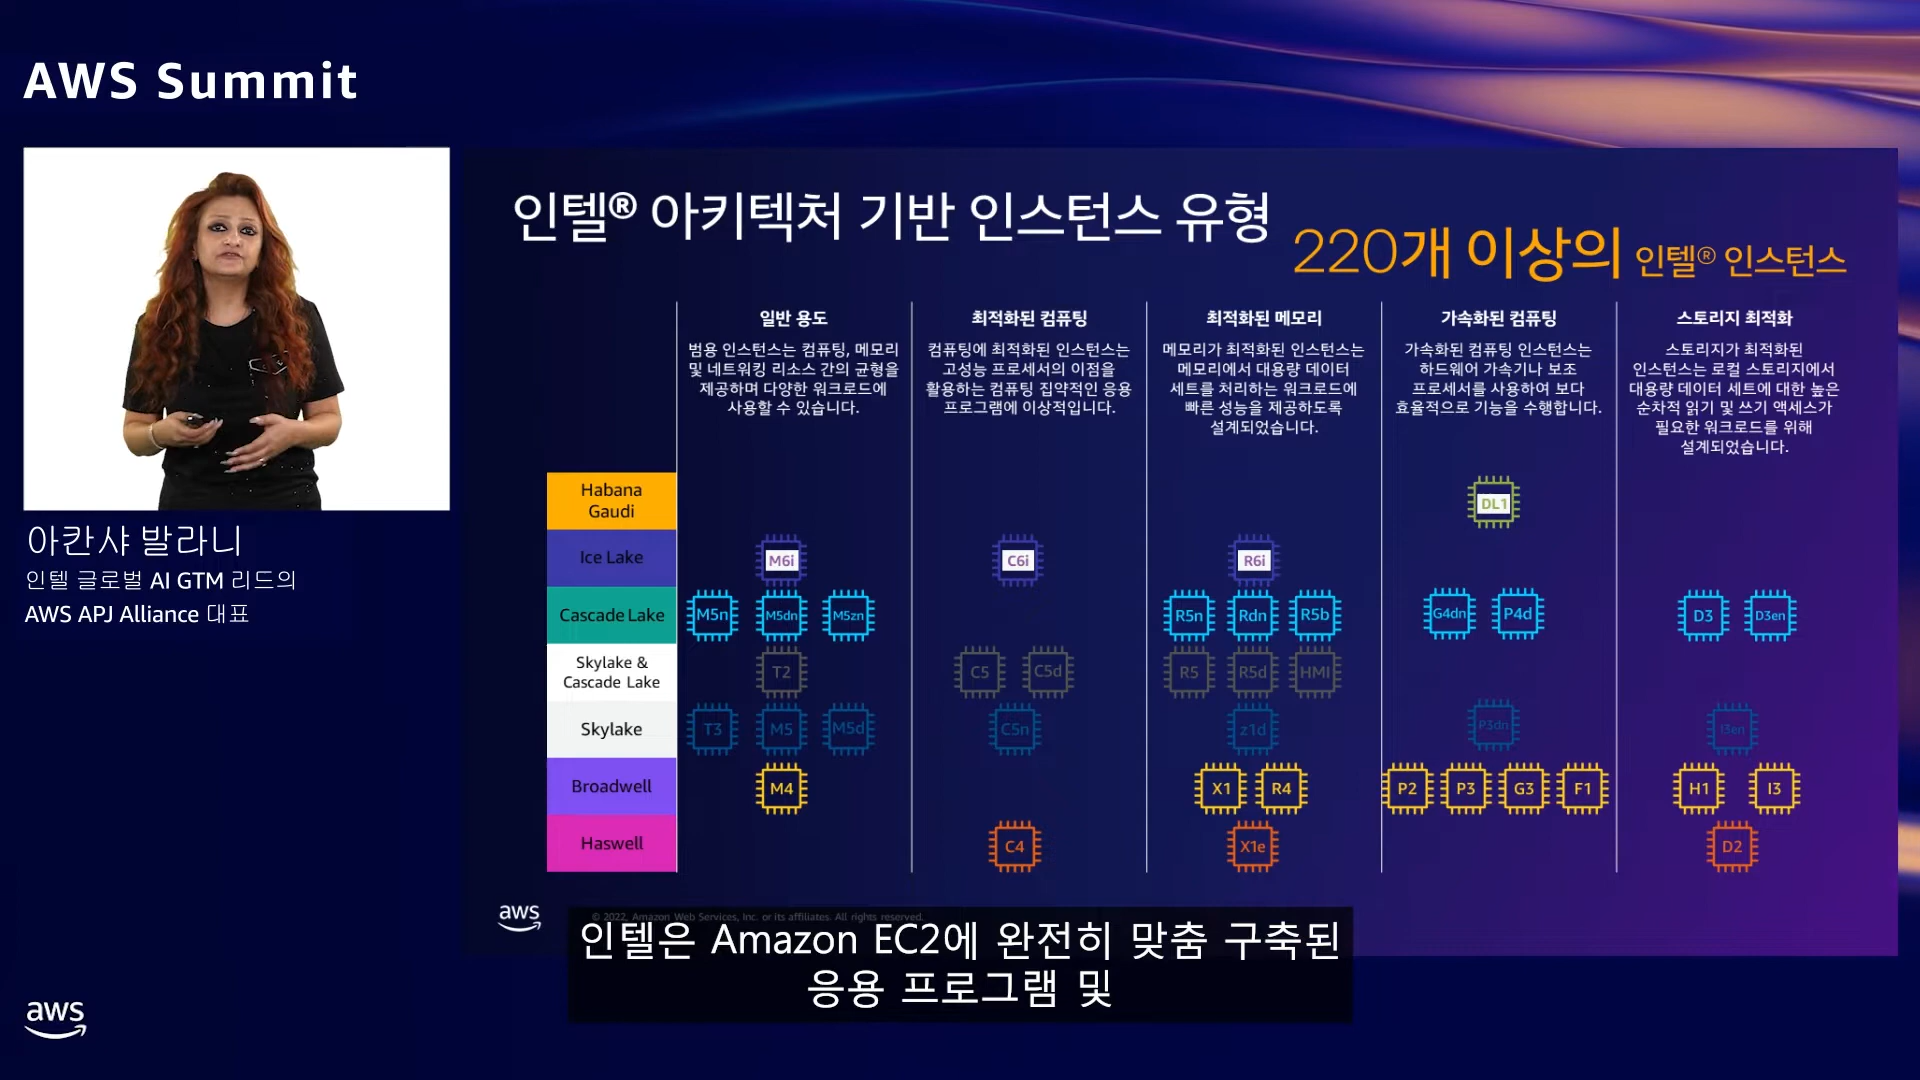 AWS Summit
아칸샤 발라니
인텔 글로벌 AI GTM 리드의
AWS APJ Alliance 대표
aws
인텔® 아키텍처 기반 인스턴스 유형
220개 이상의 인텔® 인스턴스
일반 용도
범용 인스턴스는 컴퓨팅, 메모리
및 네트워킹 리소스 간의 균형을
제공하며 다양한 워크로드에
사용할 수 있습니다.
최적화된 컴퓨팅
컴퓨팅에 최적화된 인스턴스는
고성능 프로세서의 이점을
활용하는 컴퓨팅 집약적인 응용
프로그램에 이상적입니다.
최적화된 메모리
메모리가 최적화된 인스턴스는
메모리에서 대용량 데이터
세트를 처리하는 워크로드에
빠른 성능을 제공하도록
설계되었습니다.
가속화된 컴퓨팅
가속화된 컴퓨팅 인스턴스는
하드웨어 가속기나 보조
프로세서를 사용하여 보다
효율적으로 기능을 수행합니다.
스토리지 최적화
스토리지가 최적화된
인스턴스는 로컬 스토리지에서
대용량 데이터 세트에 대한 높은
순차적 읽기 및 쓰기 액세스가
필요한 워크로드를 위해
설계되었습니다.
Habana
Gaudi
DL1
Ice Lake
M6i
C6i
R6i
Cascade Lake
M5n M5dn M5zn
R5n Rdn R5b
G4dn P4d
D3 D3en
Skylake &
Cascade Lake
T2
C5 C5d
R5 R5d HMI
Skylake
T3 M5 M5d
C5n
z1d
P3dn
I3en
Broadwell
M4
X1 R4
P2 P3 G3 F1
H1 I3
Haswell
C4
X1e
D2
aws
© 2022, Amazon Web Services, Inc. or its affiliates. All rights reserved.
인텔은 Amazon EC2에 완전히 맞춤 구축된
응용 프로그램 및